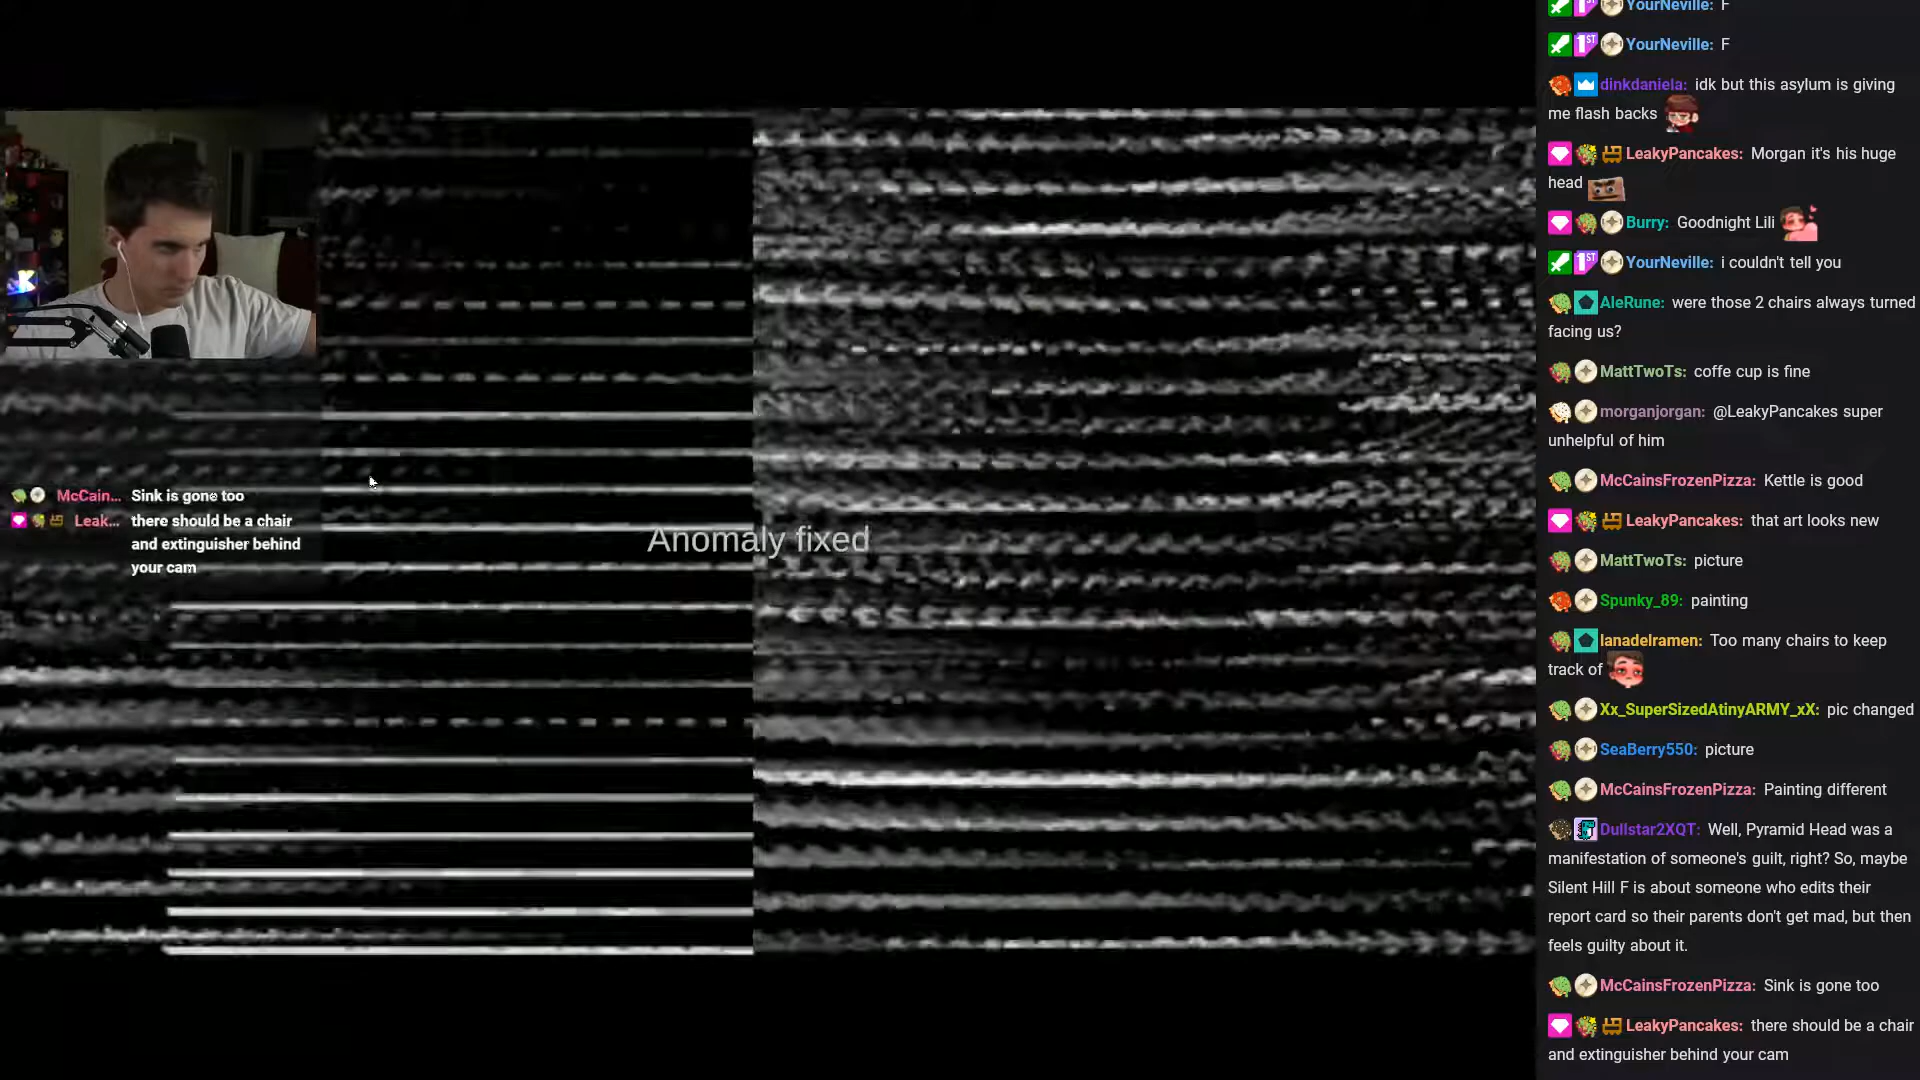 YourNeville: F
YourNeville: F
dinkdaniela: idk but this asylum is giving
me flash backs
LeakyPancakes: Morgan it's his huge
head
Burry: Goodnight Lili
YourNeville: i couldn't tell you
AleRune: were those 2 chairs always turned
facing us?
MattTwoTs: coffe cup is fine
morganjorgan: @LeakyPancakes super
unhelpful of him
McCainsFrozenPizza: Kettle is good
LeakyPancakes: that art looks new
MattTwoTs: picture
Spunky_89: painting
lanadelramen: Too many chairs to keep
track of
Xx_SuperSizedAtinyARMY_xX: pic changed
SeaBerry550: picture
McCainsFrozenPizza: Painting different
Dullstar2XQT: Well, Pyramid Head was a
manifestation of someone's guilt, right? So, maybe
Silent Hill F is about someone who edits their
report card so their parents don't get mad, but then
feels guilty about it.
McCainsFrozenPizza: Sink is gone too
LeakyPancakes: there should be a chair
and extinguisher behind your cam
McCain... Sink is gone too
Leak... there should be a chair
and extinguisher behind
your cam
Anomaly fixed